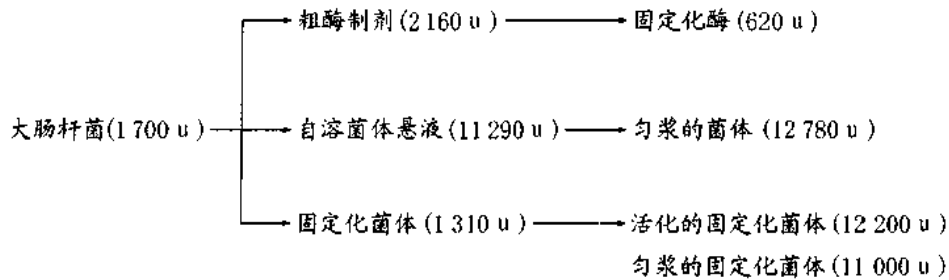 粗酶制剂(2 160 u) 固定化酶(620 u)
大肠杆菌(1 700 u) 自溶菌体悬液(11 290 u) 匀浆的菌体 (12 780 u)
固定化菌体(1 310 u) 活化的固定化菌体(12 200 u)
匀浆的固定化菌体(11 000 u)